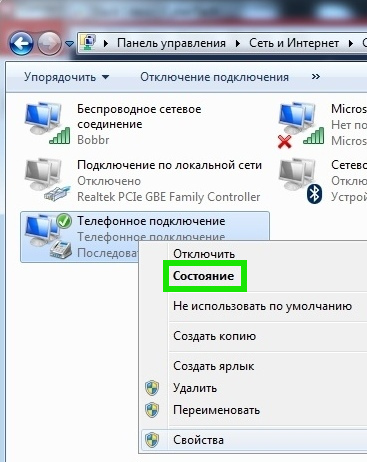 Панель управления ▸ Сеть и Интернет ▸
Упорядочить ▾ Отключение подключения »
Беспроводное сетевое
соединение
Bobbr
Micros
Нет по
Micros
Подключение по локальной сети
Отключено
Realtek PCIe GBE Family Controller
Сетево
Отключ
Устрой
Телефонное подключение
Телефонное подключение
Последоват
Отключить
Состояние
Не использовать по умолчанию
Создать копию
Создать ярлык
Удалить
Переименовать
Свойства